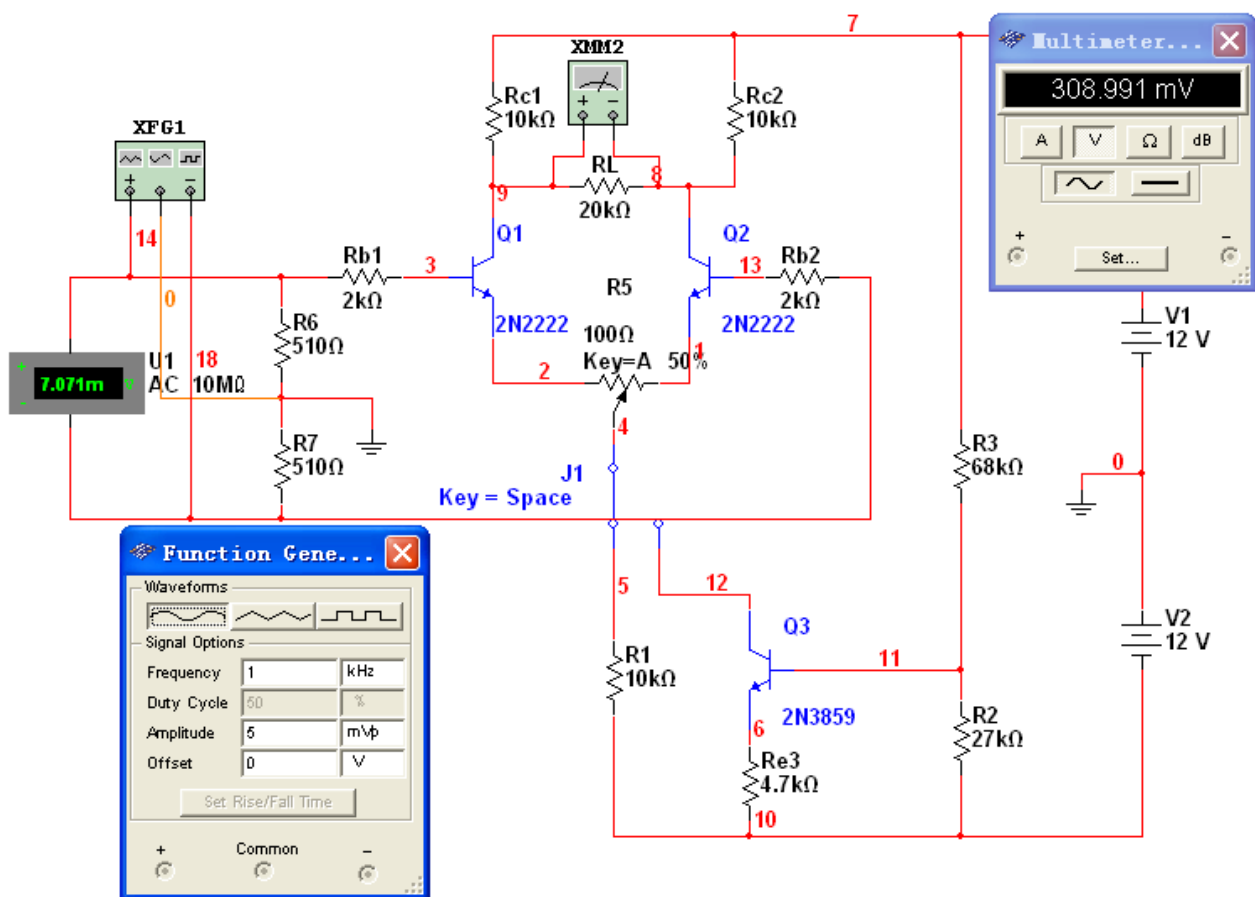 7
XMM2
Multimeter...
308.991 mV
A
V
Ω
dB
+
-
Set...
Rc1
10kΩ
Rc2
10kΩ
+
-
XFG1
+
-
9
RL
8
20kΩ
14
Q1
Q2
Rb1
2kΩ
3
13
Rb2
2kΩ
0
R5
2N2222
2N2222
R6
510Ω
100Ω
Key=A 50%
1
2
V1
12 V
18
U1
AC 10MΩ
+
7.071m
V
-
4
R7
510Ω
J1
Key = Space
R3
68kΩ
0
Function Gene...
Waveforms
Signal Options
Frequency 1 kHz
Duty Cycle 50 %
Amplitude 5 mVp
Offset 0 V
Set Rise/Fall Time
+
Common
-
5
12
Q3
11
R1
10kΩ
2N3859
6
Re3
4.7kΩ
10
R2
27kΩ
V2
12 V